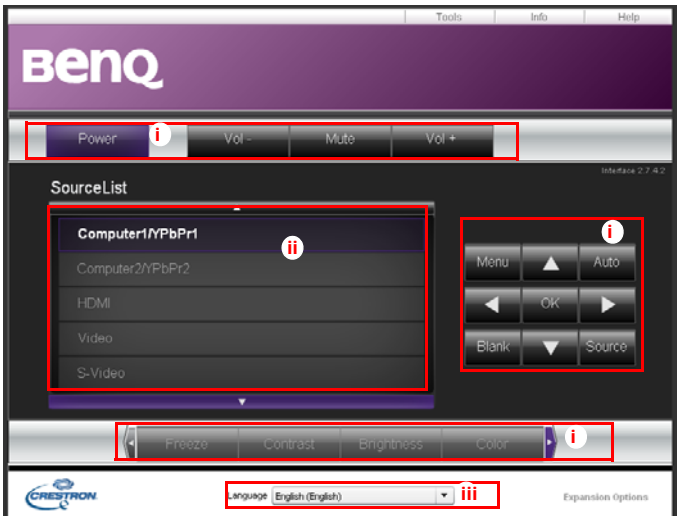 Tools Info Help
BenQ
Power i Vol - Mute Vol +
Interface 2.7.4.2
SourceList
Computer1/YPbPr1
ii
Computer2/YPbPr2
HDMI
Video
S-Video
i
Menu Auto
OK
Blank Source
Freeze Contrast Brightness Color i
CRESTRON
Language English (English) iii
Expansion Options